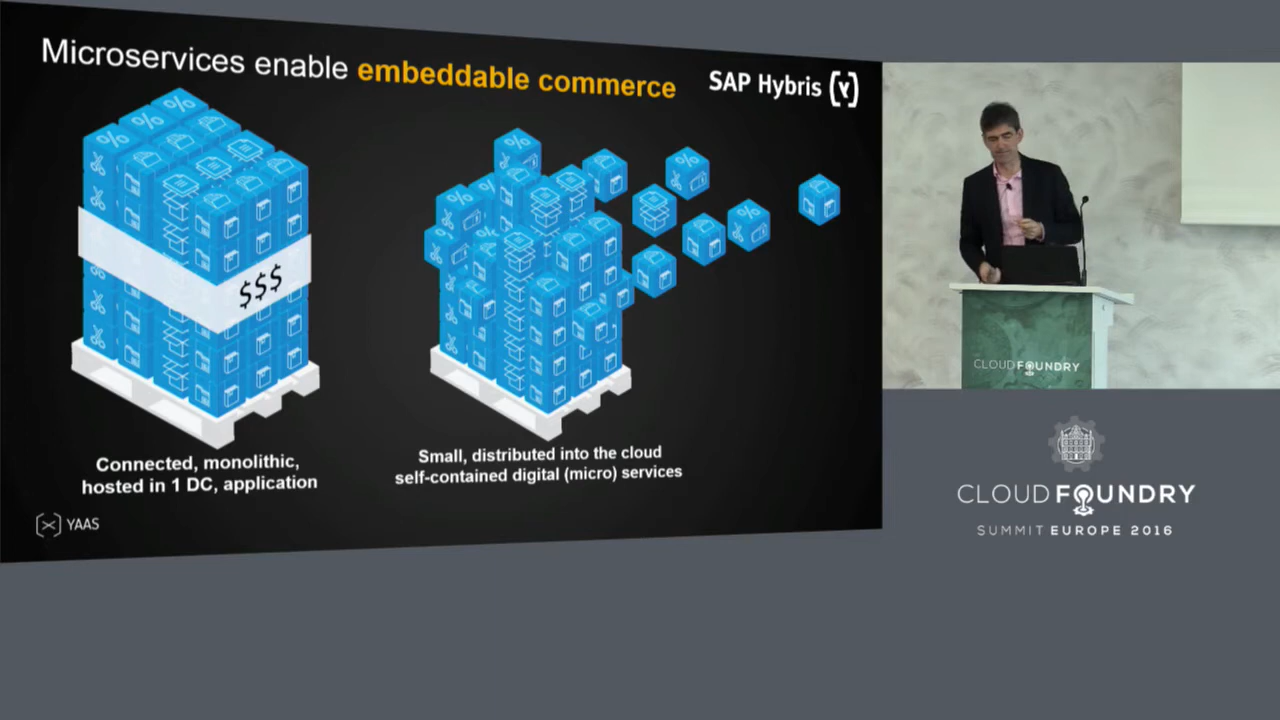 Microservices enable embeddable commerce
SAP Hybris
$$$
Connected, monolithic,
hosted in 1 DC, application
Small, distributed into the cloud
self-contained digital (micro) services
YAAS
CLOUD FOUNDRY
CLOUD FOUNDRY
SUMMIT EUROPE 2016